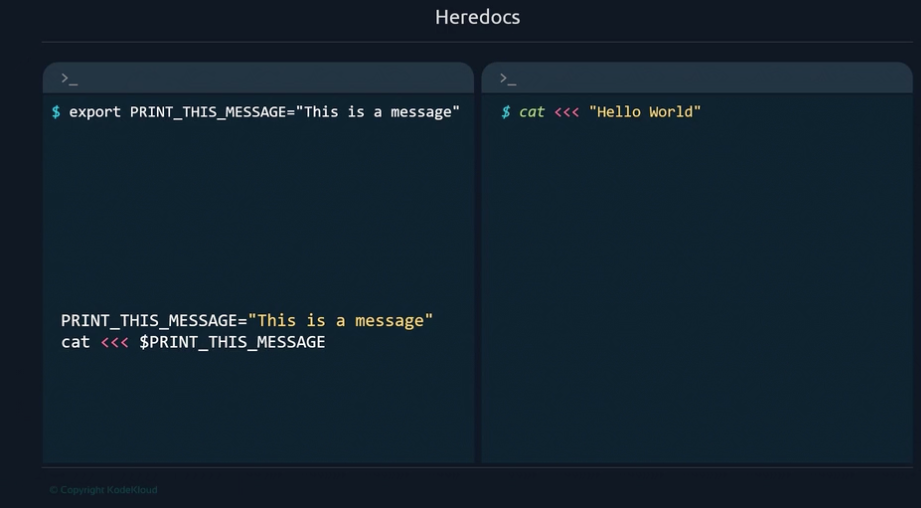 Heredocs
>_
$ export PRINT_THIS_MESSAGE="This is a message"
PRINT_THIS_MESSAGE="This is a message"
cat <<< $PRINT_THIS_MESSAGE
>_
$ cat <<< "Hello World"
© Copyright KodeKloud